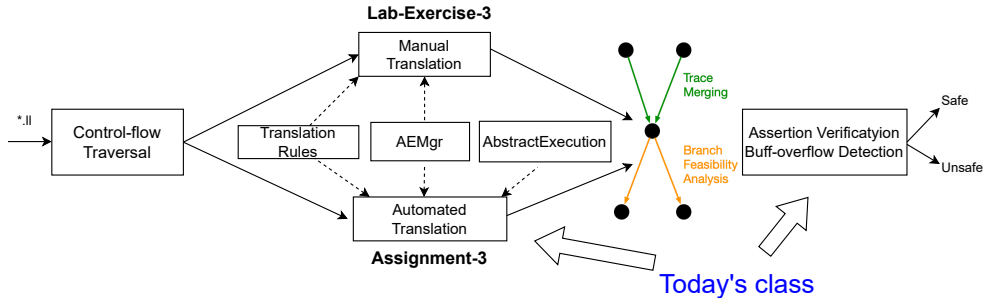 Lab-Exercise-3
Manual
Translation
*.ll
Control-flow
Traversal
Translation
Rules
AEMgr
AbstractExecution
Automated
Translation
Assignment-3
Trace
Merging
Branch
Feasibility
Analysis
Assertion Verificatyion
Buff-overflow Detection
Safe
Unsafe
Today's class